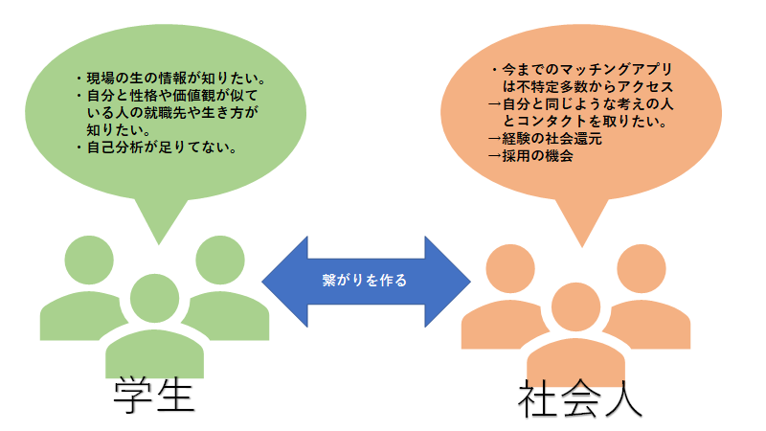 ・現場の生の情報が知りたい。
・自分と性格や価値観が似て
いる人の就職先や生き方が
知りたい。
・自己分析が足りてない。
・今までのマッチングアプリ
は不特定多数からアクセス
→自分と同じような考えの人
とコンタクトを取りたい。
→経験の社会還元
→採用の機会
繋がりを作る
学生
社会人